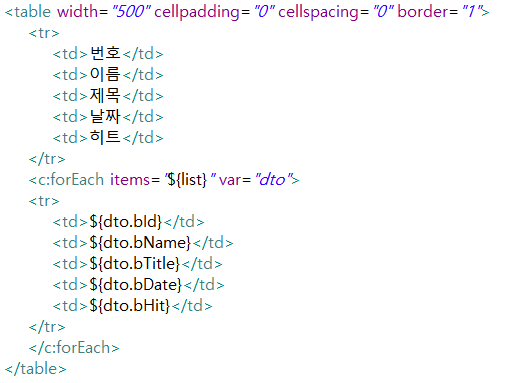 <table width="500" cellpadding="0" cellspacing="0" border="1">
<tr>
<td>번호</td>
<td>이름</td>
<td>제목</td>
<td>날짜</td>
<td>히트</td>
</tr>
<c:forEach items="${list}" var="dto">
<tr>
<td>${dto.bId}</td>
<td>${dto.bName}</td>
<td>${dto.bTitle}</td>
<td>${dto.bDate}</td>
<td>${dto.bHit}</td>
</tr>
</c:forEach>
</table>